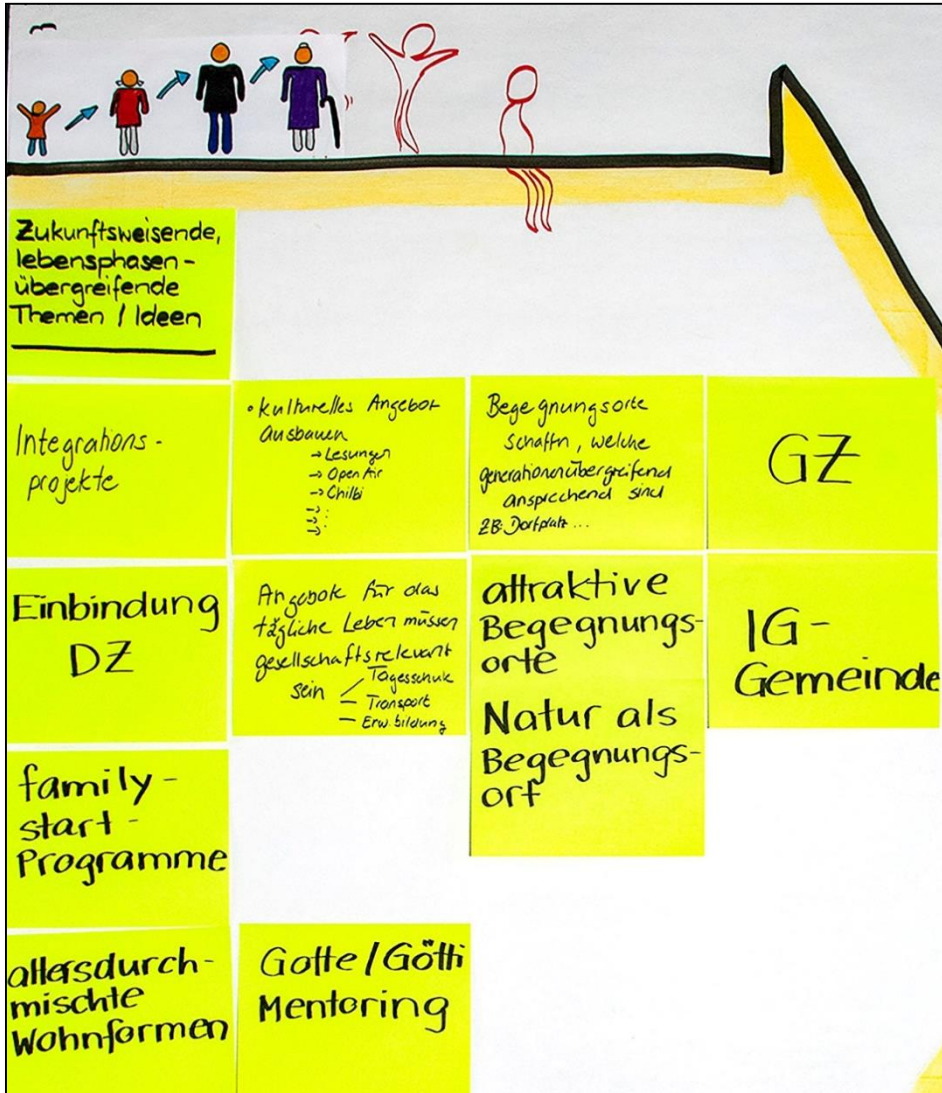 Zukunftsweisende,
lebensphasen-
übergreifende
Themen / Ideen
Integrations-
projekte
• kulturelles Angebot
ausbauen
→ Lesungen
→ Open Air
→ Chilbi
→ :
→ :
→
Begegnungsorte
schaffn, welche
generationenübergreifend
ansprechend sind
ZB: Dorfplatz...
GZ
Einbindung
DZ
Angebote für das
tägliche Leben müssen
gesellschaftsrelevant
sein – Tagesschule
– Transport
– Erw. bildung
attraktive
Begegnungs-
orte
Natur als
Begegnungs-
ort
IG-
Gemeinde
family-
start-
Programme
altersdurch-
mischte
Wohnformen
Gotte / Götti
Mentoring